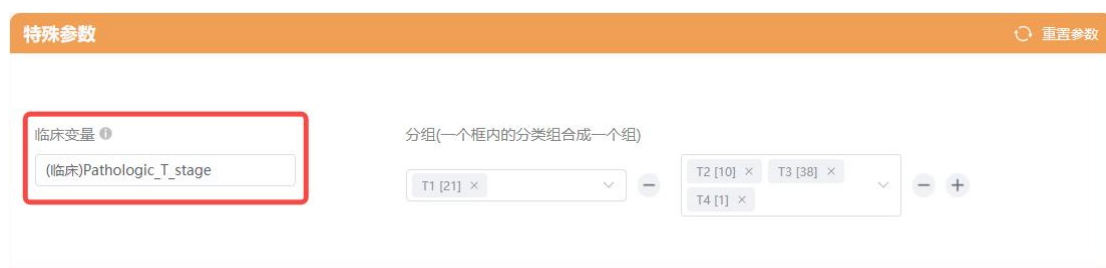 特殊参数
重置参数
临床变量
分组(一个框内的分类组合成一个组)
(临床)Pathologic_T_stage
T1 [21] ×
T2 [10] × T3 [38] ×
T4 [1] ×